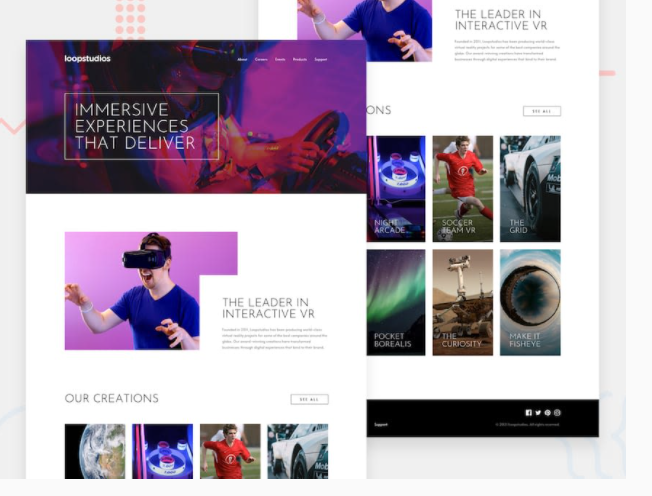 loopstudios
About Careers Events Products Support
IMMERSIVE
EXPERIENCES
THAT DELIVER
THE LEADER IN
INTERACTIVE VR
Founded in 2011, Loopstudios has been producing world-class
virtual reality projects for some of the best companies around the
globe. Our award-winning creations have transformed
businesses through digital experiences that bind to their brand.
OUR CREATIONS
SEE ALL
THE LEADER IN
INTERACTIVE VR
Founded in 2011, Loopstudios has been producing world-class
virtual reality projects for some of the best companies around the
globe. Our award-winning creations have transformed
businesses through digital experiences that bind to their brand.
ONS
SEE ALL
NIGHT
ARCADE
SOCCER
TEAM VR
THE
GRID
POCKET
BOREALIS
THE
CURIOSITY
MAKE IT
FISHEYE
Support
© 2021 Loopstudios. All rights reserved.